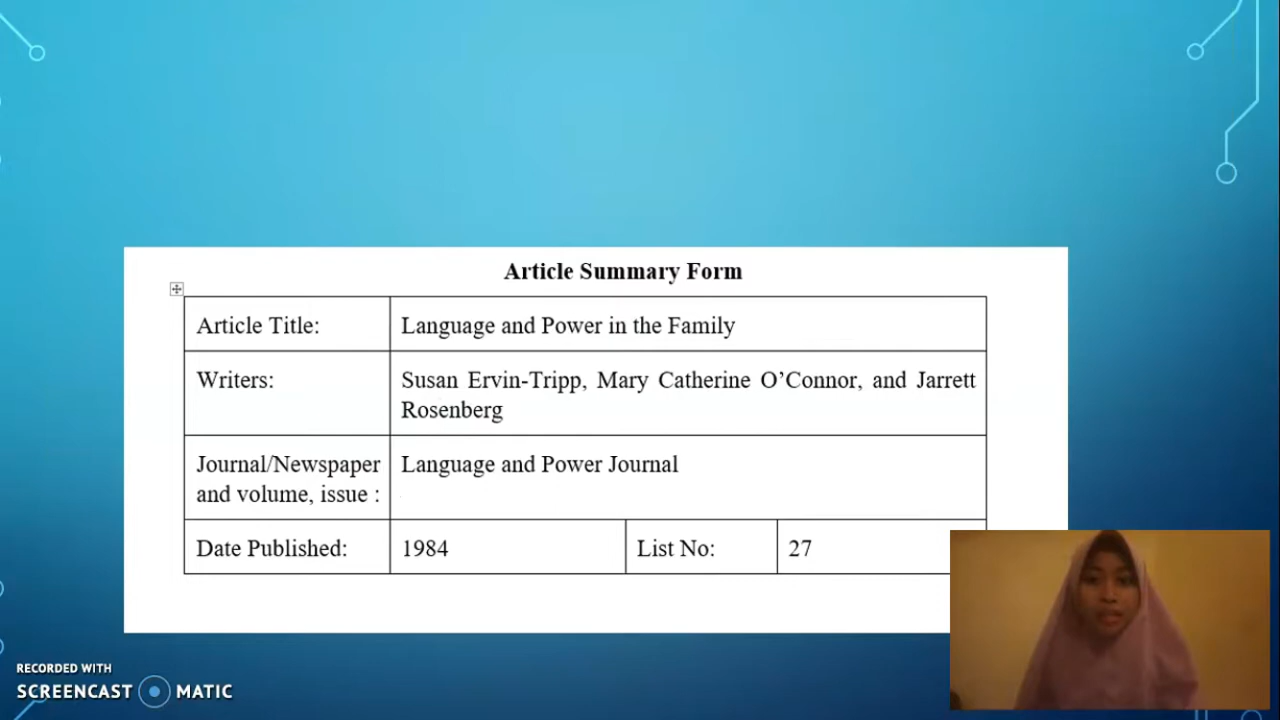 Article Summary Form
Article Title:
Language and Power in the Family
Writers:
Susan Ervin-Tripp, Mary Catherine O’Connor, and Jarrett
Rosenberg
Journal/Newspaper
and volume, issue :
Language and Power Journal
Date Published:
1984
List No:
27
RECORDED WITH
SCREENCAST MATIC